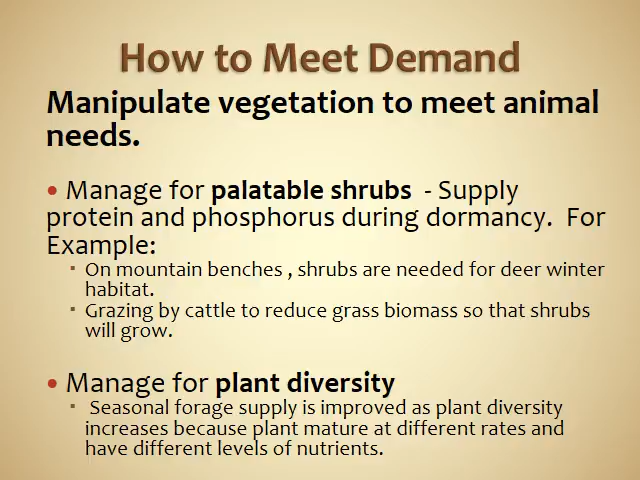 How to Meet Demand
Manipulate vegetation to meet animal
needs.
• Manage for palatable shrubs - Supply
protein and phosphorus during dormancy. For
Example:
▪ On mountain benches , shrubs are needed for deer winter
habitat.
▪ Grazing by cattle to reduce grass biomass so that shrubs
will grow.
• Manage for plant diversity
▪ Seasonal forage supply is improved as plant diversity
increases because plant mature at different rates and
have different levels of nutrients.